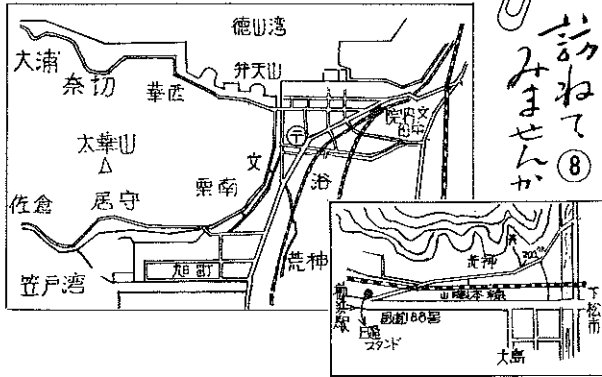 訪ねて
みませんか
⑧
徳山湾
大浦
奈切
華西
弁天山
太華山
文
〒
浴
栗南
居守
佐倉
笠戸湾
旭町
荒神
荒神
山陽本線
国道188号
スタンド
下松市
大島